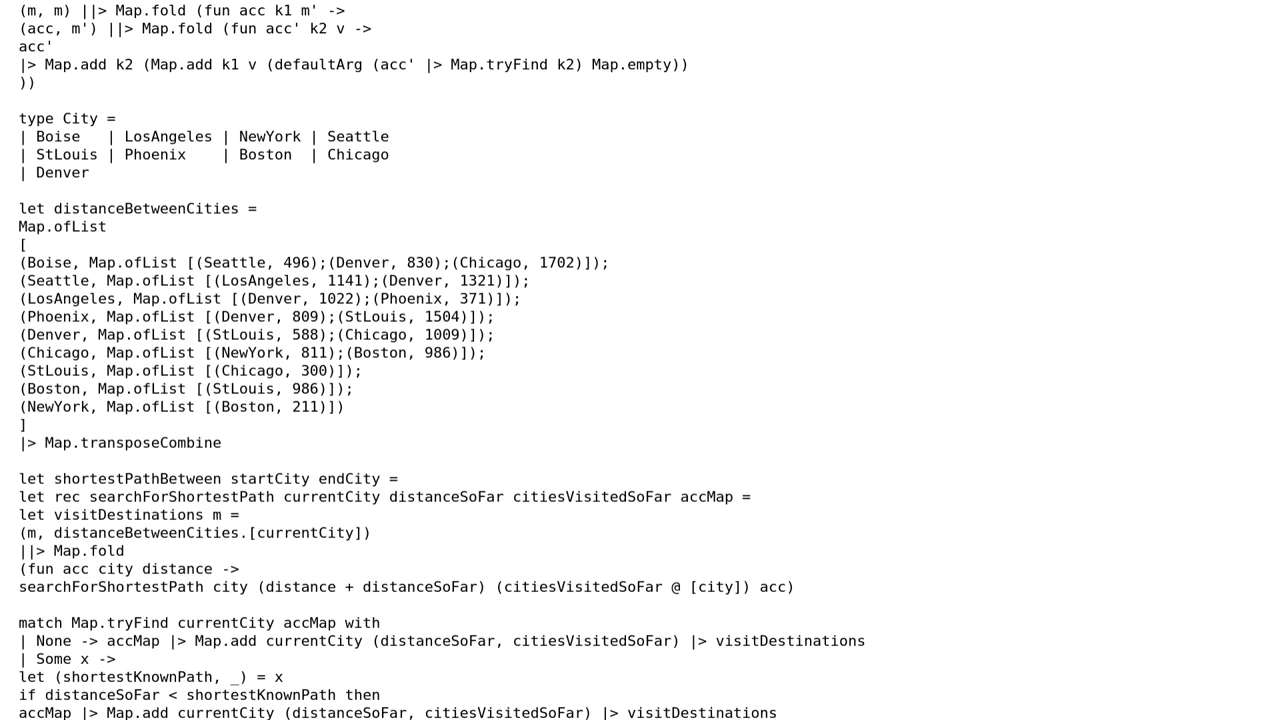 (m, m) ||> Map.fold (fun acc k1 m' ->
(acc, m') ||> Map.fold (fun acc' k2 v ->
acc'
|> Map.add k2 (Map.add k1 v (defaultArg (acc' |> Map.tryFind k2) Map.empty))
))
type City =
| Boise   | LosAngeles | NewYork | Seattle
| StLouis | Phoenix    | Boston  | Chicago
| Denver
let distanceBetweenCities =
Map.ofList
[
(Boise, Map.ofList [(Seattle, 496);(Denver, 830);(Chicago, 1702)]);
(Seattle, Map.ofList [(LosAngeles, 1141);(Denver, 1321)]);
(LosAngeles, Map.ofList [(Denver, 1022);(Phoenix, 371)]);
(Phoenix, Map.ofList [(Denver, 809);(StLouis, 1504)]);
(Denver, Map.ofList [(StLouis, 588);(Chicago, 1009)]);
(Chicago, Map.ofList [(NewYork, 811);(Boston, 986)]);
(StLouis, Map.ofList [(Chicago, 300)]);
(Boston, Map.ofList [(StLouis, 986)]);
(NewYork, Map.ofList [(Boston, 211)])
]
|> Map.transposeCombine
let shortestPathBetween startCity endCity =
let rec searchForShortestPath currentCity distanceSoFar citiesVisitedSoFar accMap =
let visitDestinations m =
(m, distanceBetweenCities.[currentCity])
||> Map.fold
(fun acc city distance ->
searchForShortestPath city (distance + distanceSoFar) (citiesVisitedSoFar @ [city]) acc)
match Map.tryFind currentCity accMap with
| None -> accMap |> Map.add currentCity (distanceSoFar, citiesVisitedSoFar) |> visitDestinations
| Some x ->
let (shortestKnownPath, _) = x
if distanceSoFar < shortestKnownPath then
accMap |> Map.add currentCity (distanceSoFar, citiesVisitedSoFar) |> visitDestinations